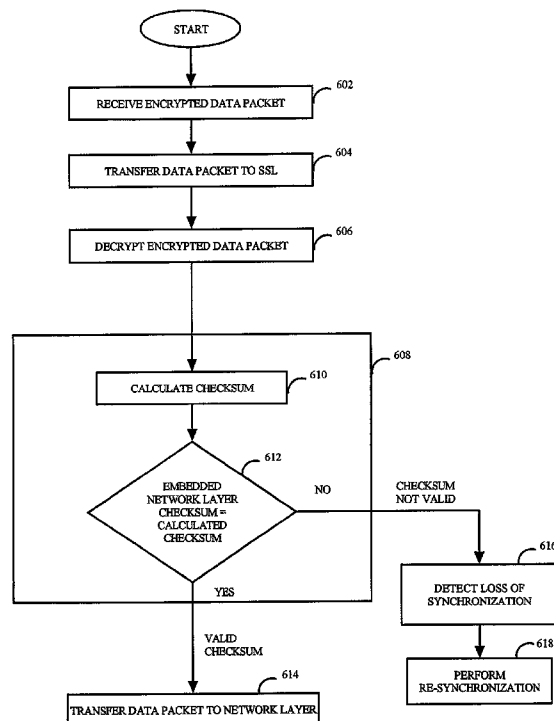 START
602
RECEIVE ENCRYPTED DATA PACKET
604
TRANSFER DATA PACKET TO SSL
606
DECRYPT ENCRYPTED DATA PACKET
608
610
CALCULATE CHECKSUM
612
EMBEDDED
NETWORK LAYER
CHECKSUM =
CALCULATED
CHECKSUM
NO
CHECKSUM
NOT VALID
YES
616
DETECT LOSS OF
SYNCHRONIZATION
VALID
CHECKSUM
618
PERFORM
RE-SYNCHRONIZATION
614
TRANSFER DATA PACKET TO NETWORK LAYER